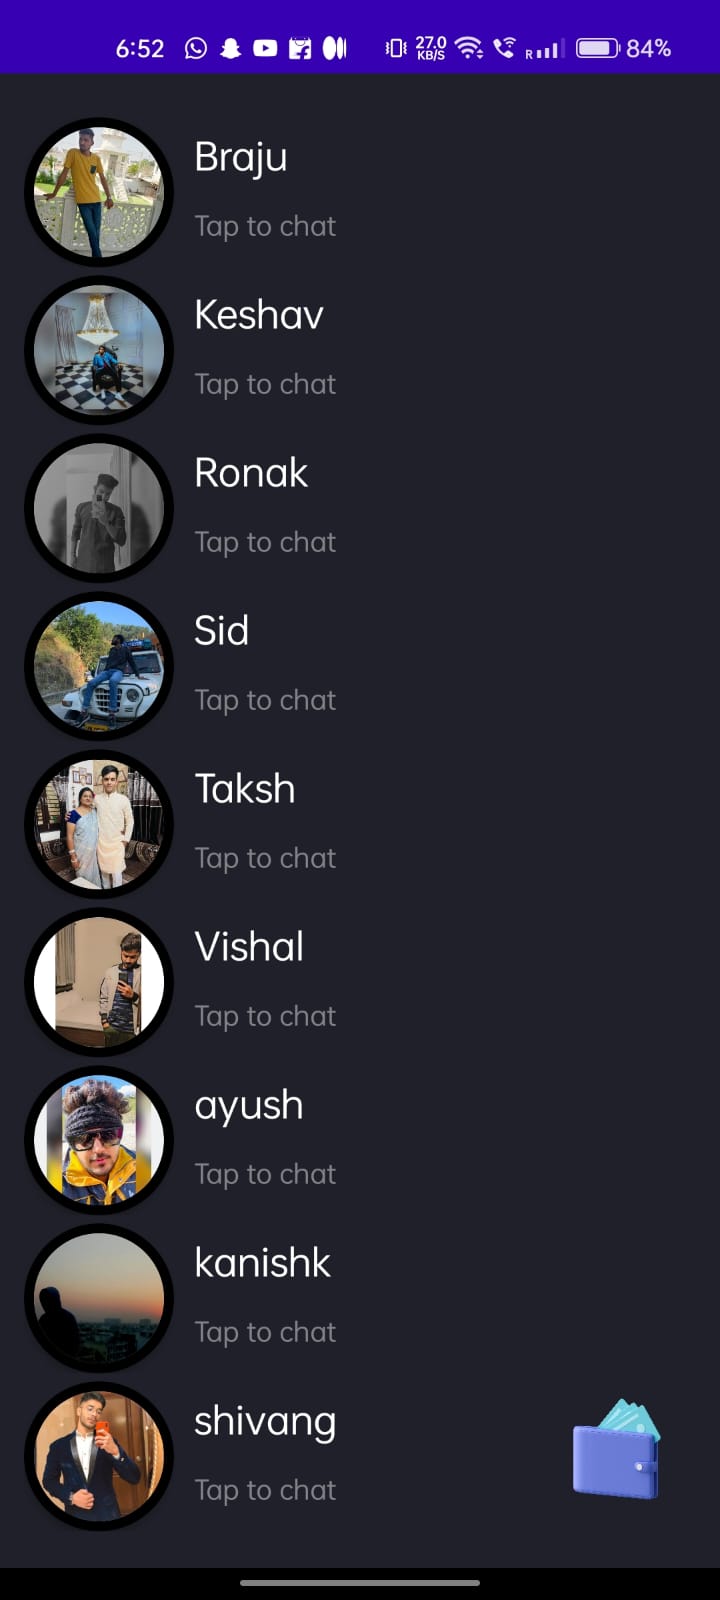 6:52 27.0 KB/S R 84%
Braju
Tap to chat
Keshav
Tap to chat
Ronak
Tap to chat
Sid
Tap to chat
Taksh
Tap to chat
Vishal
Tap to chat
ayush
Tap to chat
kanishk
Tap to chat
shivang
Tap to chat